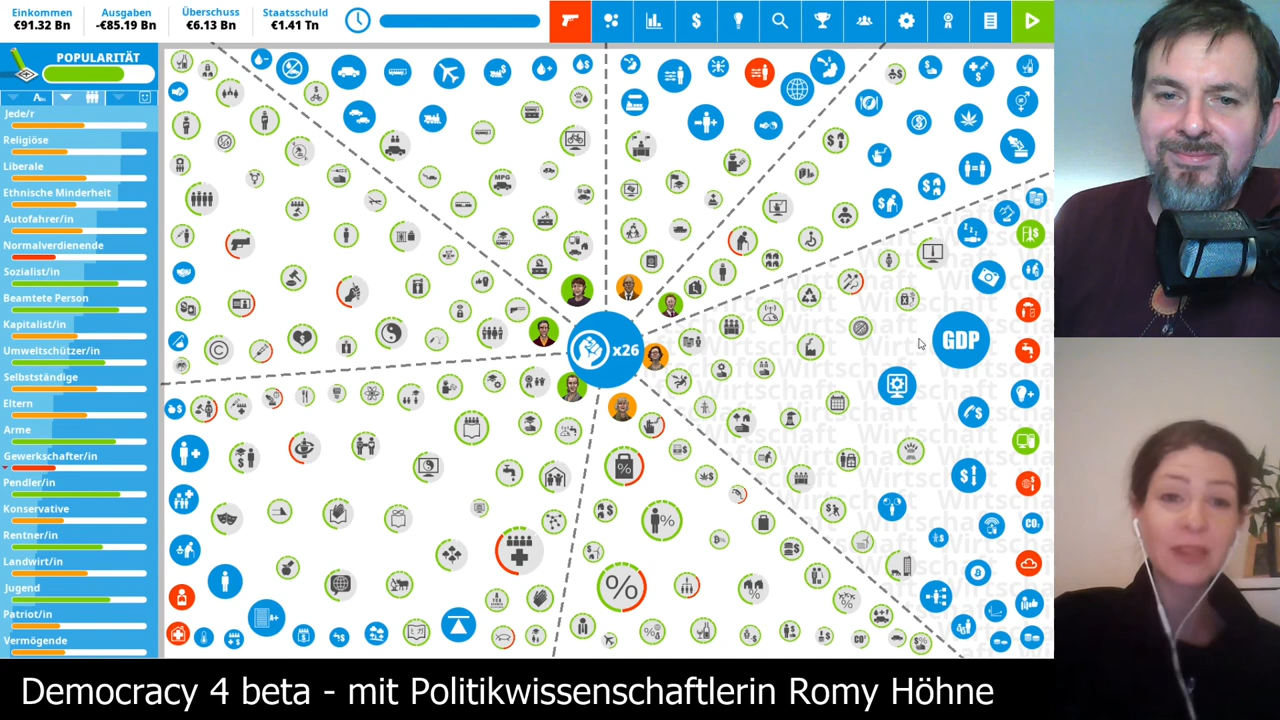 Einkommen
€91.32 Bn
Ausgaben
-€85.19 Bn
Überschuss
€6.13 Bn
Staatsschuld
€1.41 Tn
POPULARITÄT
Jede/r
Religiöse
Liberale
Ethnische Minderheit
Autofahrer/in
Normalverdienende
Sozialist/in
Beamtete Person
Kapitalist/in
Umweltschützer/in
Selbstständige
Eltern
Arme
Gewerkschafter/in
Pendler/in
Konservative
Rentner/in
Landwirt/in
Jugend
Patriot/in
Vermögende
MPG
x26
GDP
Wirtschaft
CO²
Democracy 4 beta - mit Politikwissenschaftlerin Romy Höhne